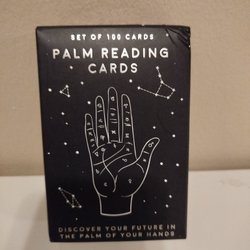 SET OF 100 CARDS
PALM READING
CARDS
DISCOVER YOUR FUTURE IN
THE PALM OF YOUR HANDS